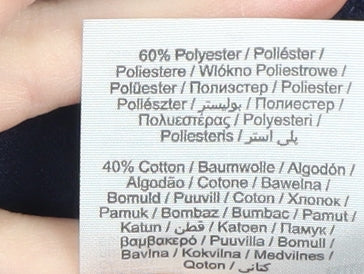 60% Polyester / Poliéster /
Poliestere / Włókno Poliestrowe /
Polüester / Полиэстер / Poliester /
Poliészter / بوليستر / Полиестер /
Πολυεστέρας / Polyesteri /
Poliesteris / پلی استر /
40% Cotton / Baumwolle / Algodón /
Algodão / Cotone / Bawełna /
Bomuld / Puuvill / Coton / Хлопок /
Pamuk / Bombaz / Bumbac / Pamut /
Katun / قطن / Katoen / Памук /
Βαμβακερό / Puuvilla / Bomull /
Bavlna / Kokvilna / Medvilnės /
Qoton / کتانی /